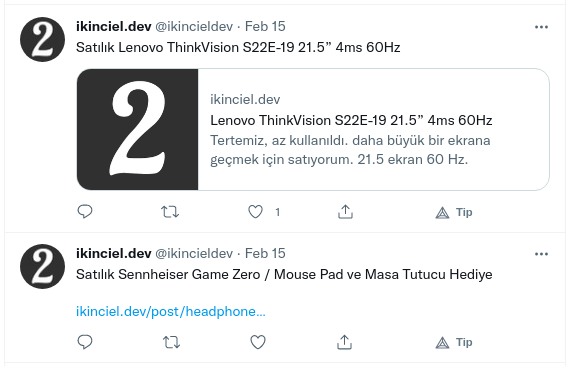 ikinciel.dev @ikincieldev · Feb 15
Satılık Lenovo ThinkVision S22E-19 21.5” 4ms 60Hz
2
ikinciel.dev
Lenovo ThinkVision S22E-19 21.5” 4ms 60Hz
Tertemiz, az kullanıldı. daha büyük bir ekrana
geçmek için satıyorum. 21.5 ekran 60 Hz.
1
Tip
2
ikinciel.dev @ikincieldev · Feb 15
Satılık Sennheiser Game Zero / Mouse Pad ve Masa Tutucu Hediye
ikinciel.dev/post/headphone...
Tip